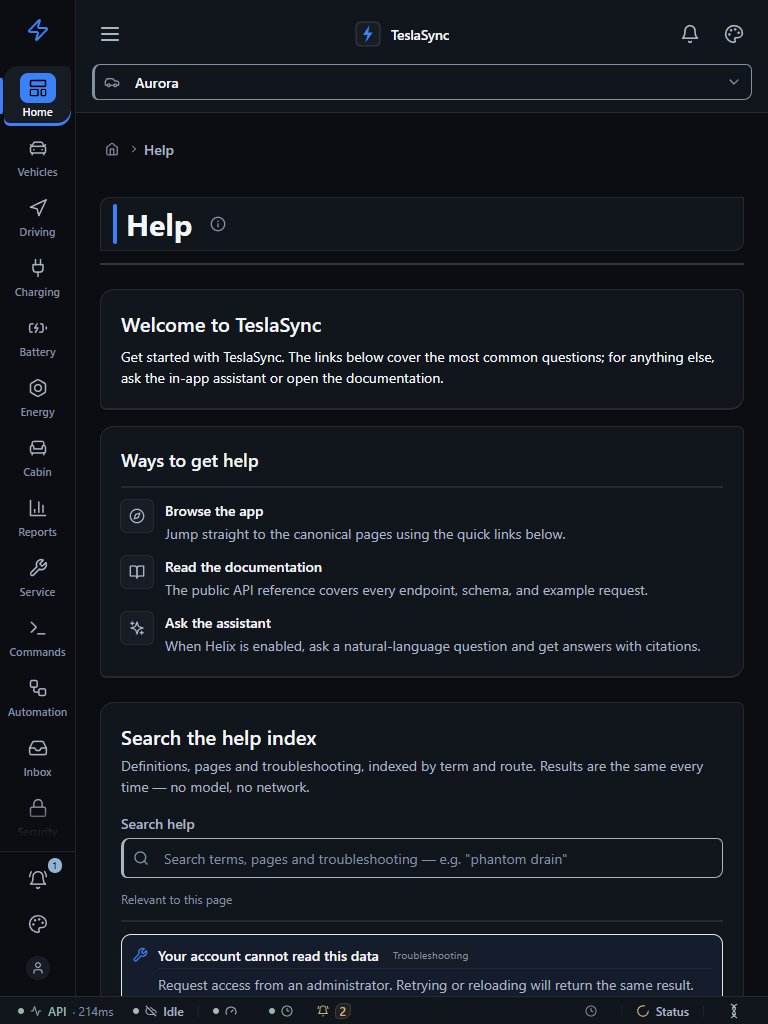 TeslaSync
Aurora
Home
Vehicles
Driving
Charging
Battery
Energy
Cabin
Reports
Service
Commands
Automation
Inbox
Security
1
Help
Help
Welcome to TeslaSync
Get started with TeslaSync. The links below cover the most common questions; for anything else,
ask the in-app assistant or open the documentation.
Ways to get help
Browse the app
Jump straight to the canonical pages using the quick links below.
Read the documentation
The public API reference covers every endpoint, schema, and example request.
Ask the assistant
When Helix is enabled, ask a natural-language question and get answers with citations.
Search the help index
Definitions, pages and troubleshooting, indexed by term and route. Results are the same every
time — no model, no network.
Search help
Search terms, pages and troubleshooting — e.g. "phantom drain"
Relevant to this page
Your account cannot read this data Troubleshooting
Request access from an administrator. Retrying or reloading will return the same result.
API · 214ms Idle 2 Status